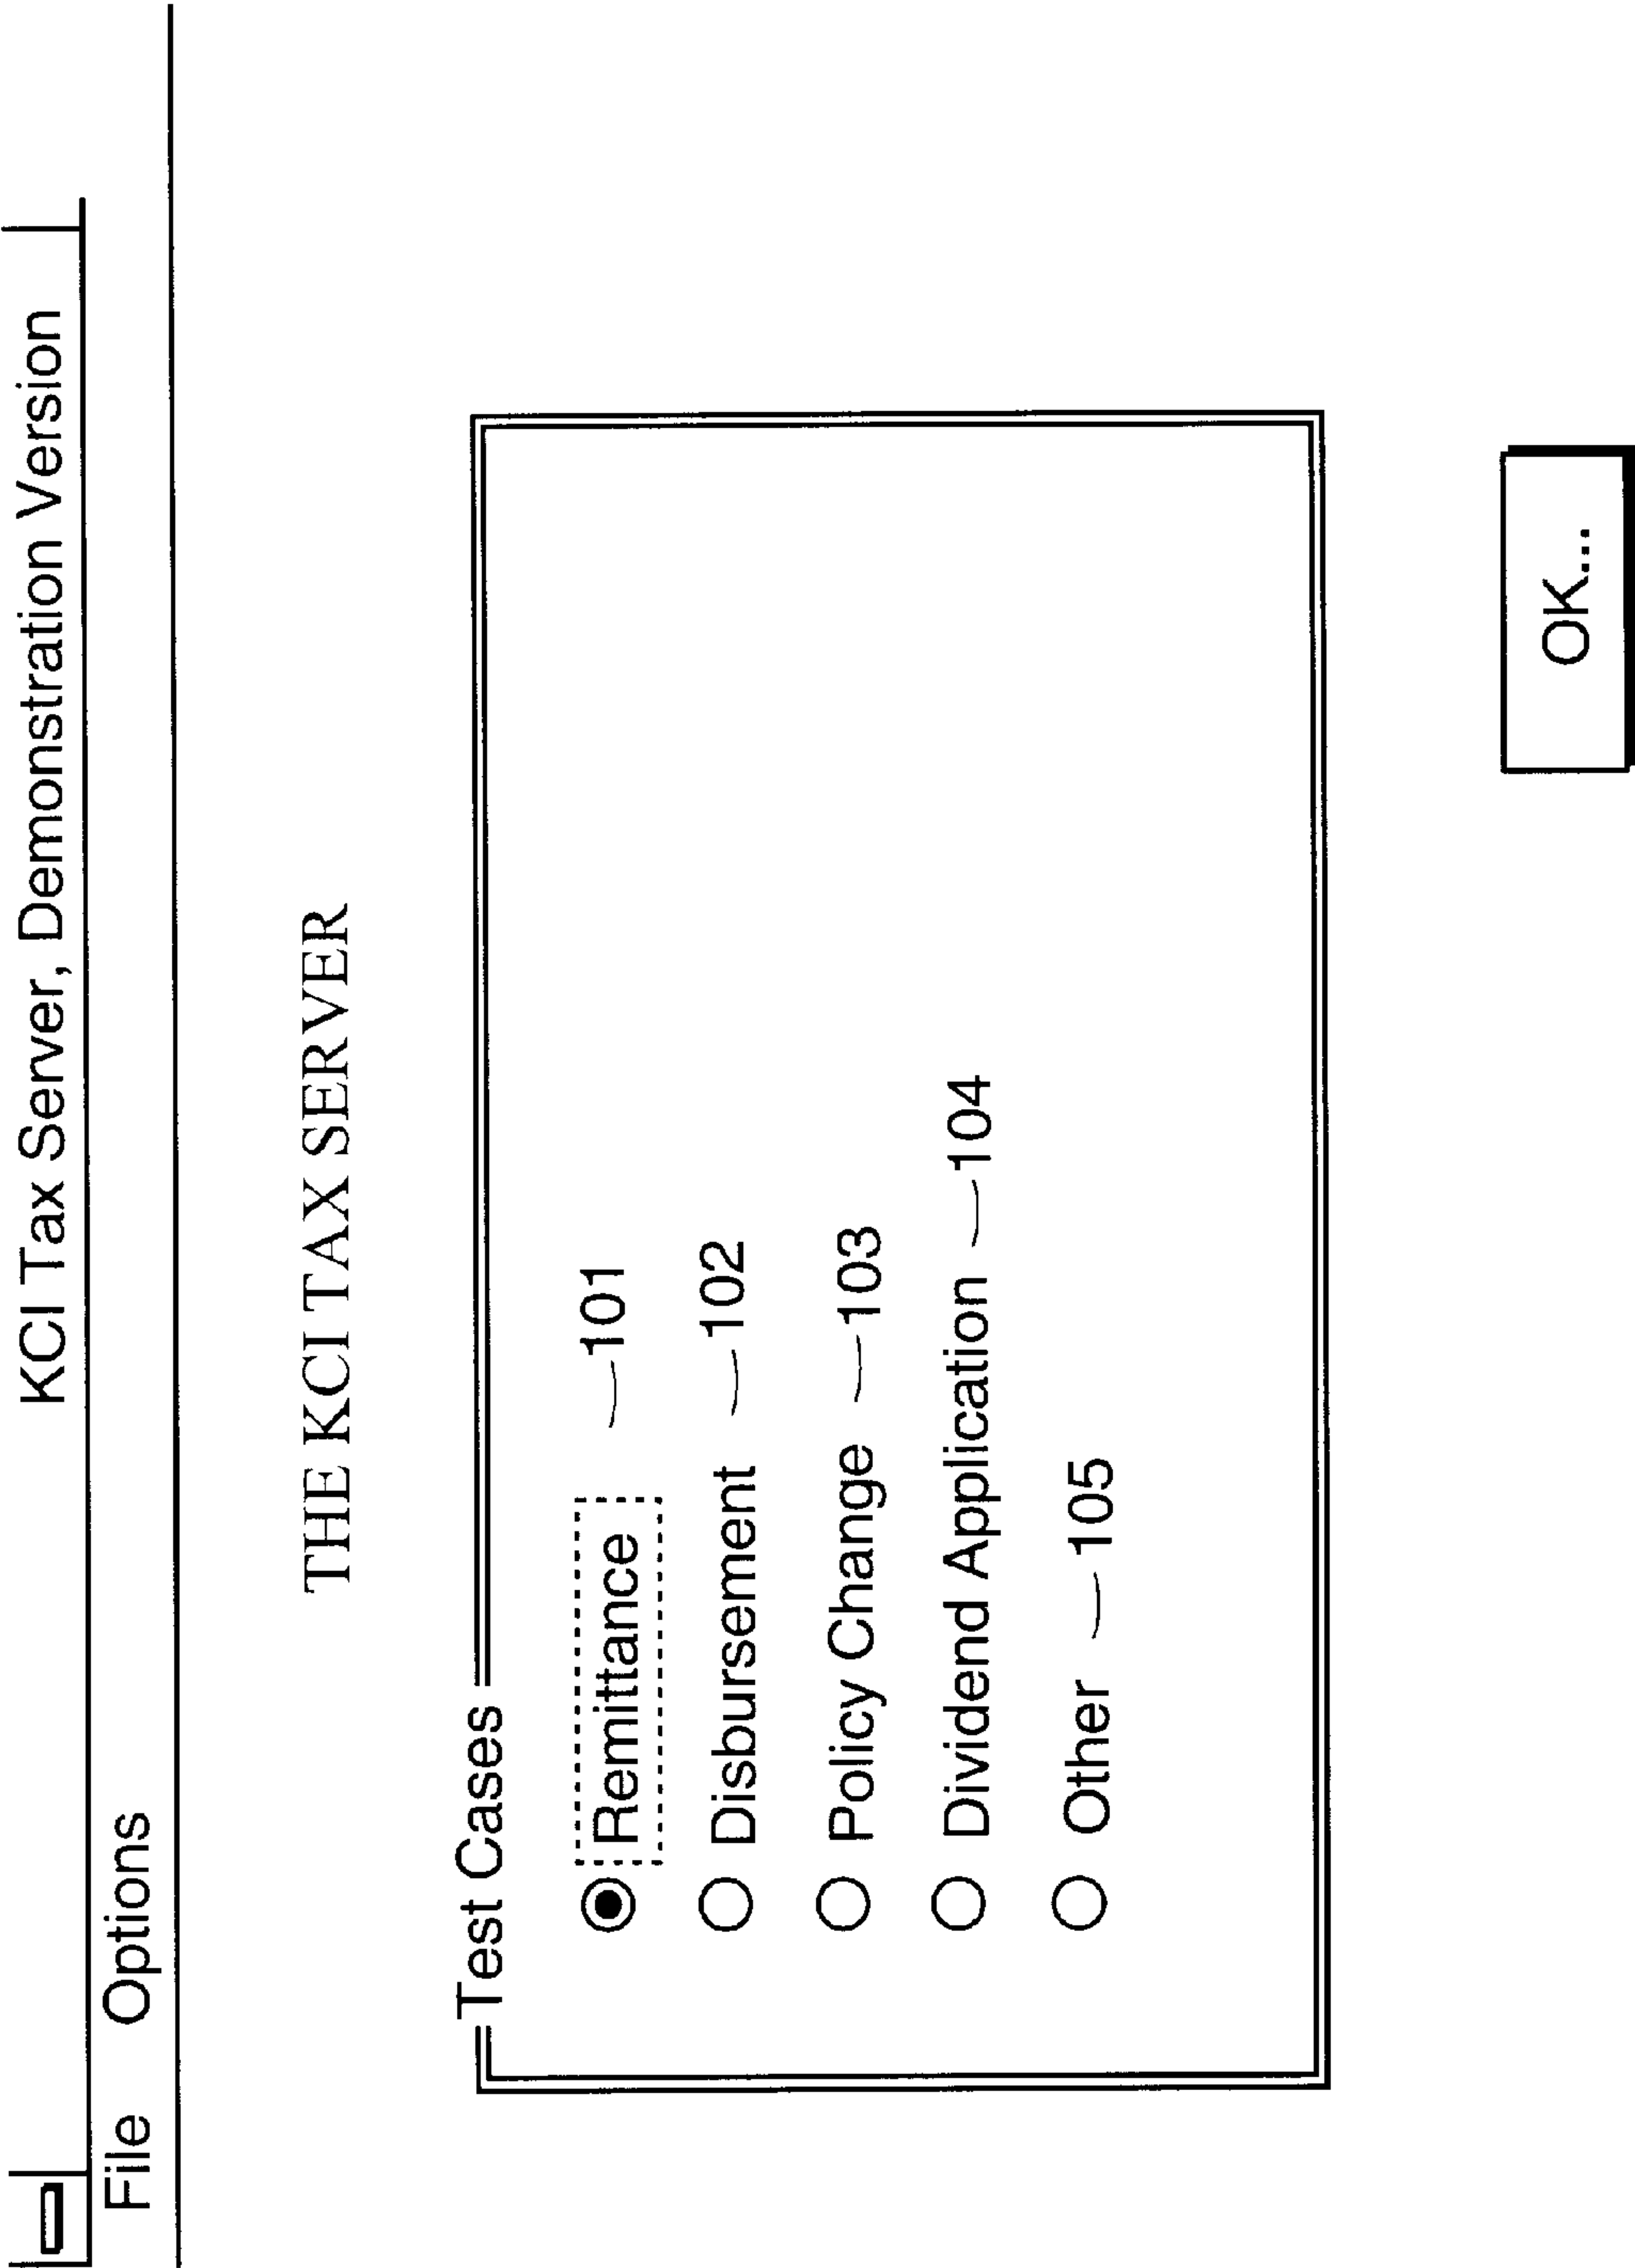 KCI Tax Server, Demonstration Version
File Options
THE KCI TAX SERVER
Test Cases
Remittance 101
Disbursement 102
Policy Change 103
Dividend Application 104
Other 105
OK...